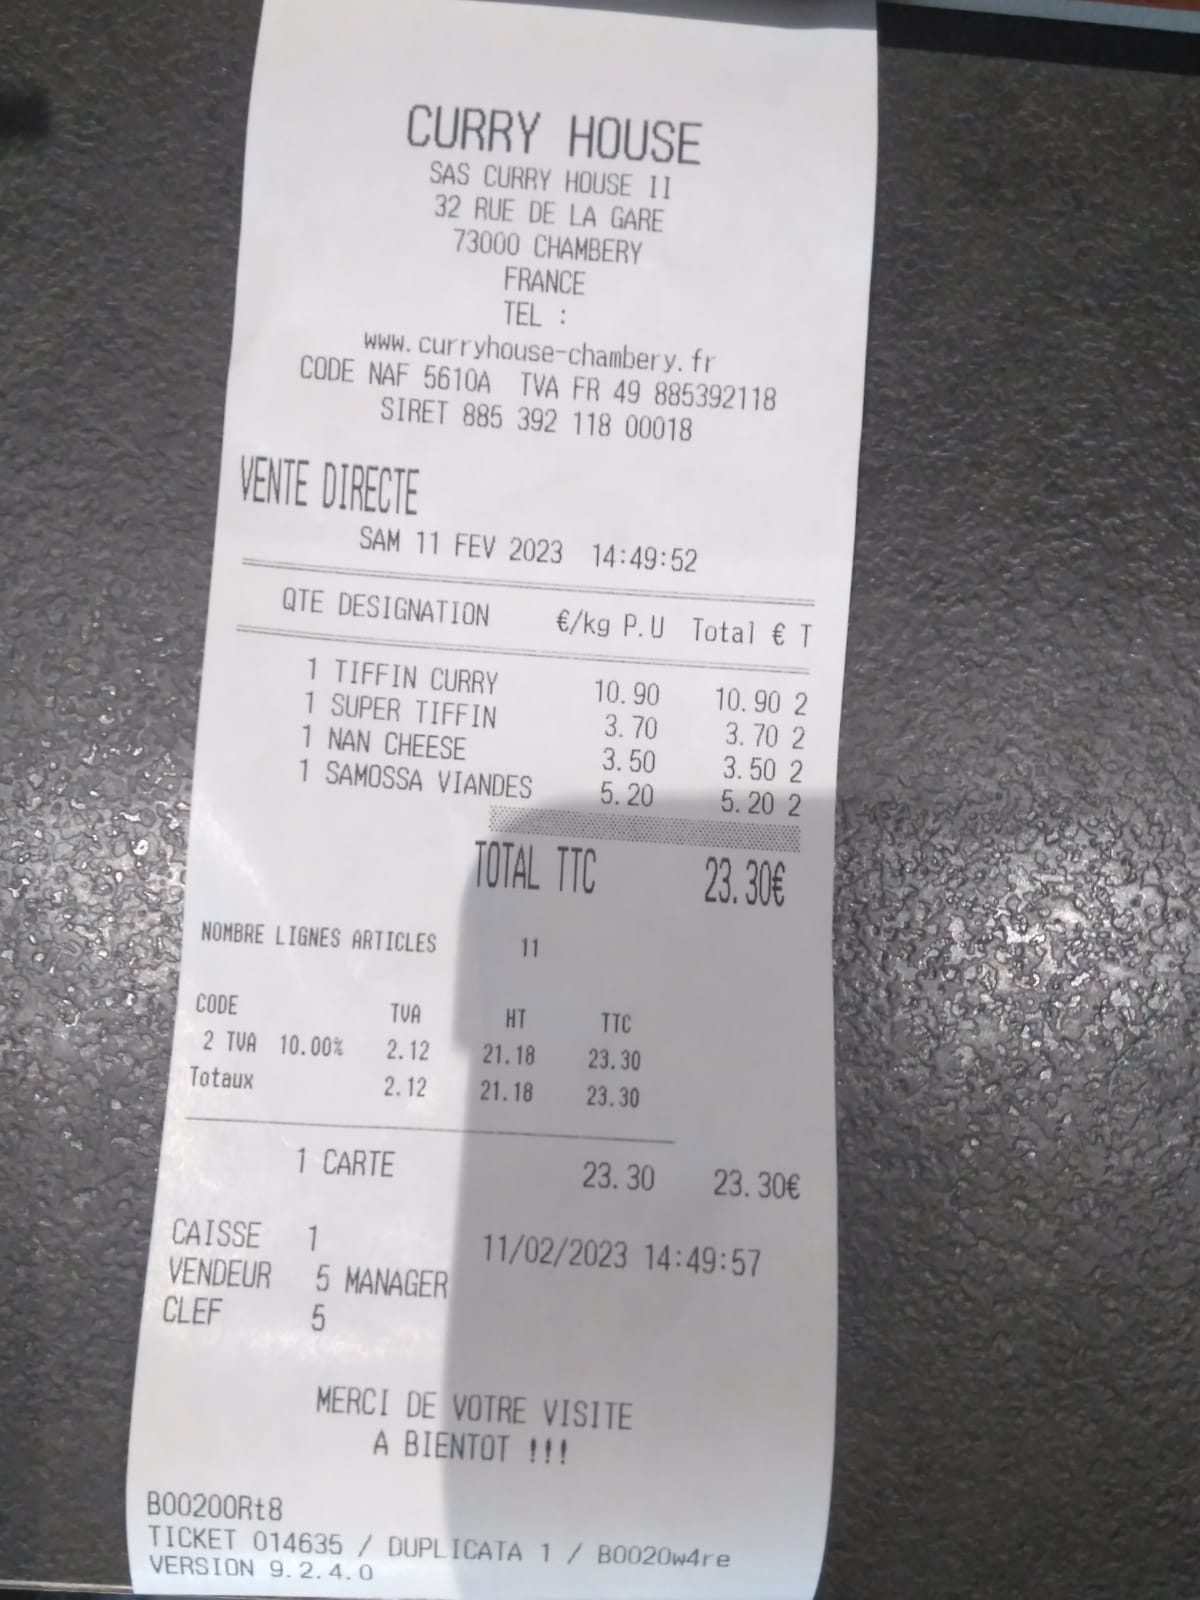 CURRY HOUSE
SAS CURRY HOUSE II
32 RUE DE LA GARE
73000 CHAMBERY
FRANCE
TEL :
www.curryhouse-chambery.fr
CODE NAF 5610A TVA FR 49 885392118
SIRET 885 392 118 00018
VENTE DIRECTE
SAM 11 FEV 2023 14:49:52
QTE DESIGNATION €/kg P.U Total € T
1 TIFFIN CURRY 10.90 10.90 2
1 SUPER TIFFIN 3.70 3.70 2
1 NAN CHEESE 3.50 3.50 2
1 SAMOSSA VIANDES 5.20 5.20 2
TOTAL TTC 23.30€
NOMBRE LIGNES ARTICLES 11
CODE TVA HT TTC
2 TVA 10.00% 2.12 21.18 23.30
Totaux 2.12 21.18 23.30
1 CARTE 23.30 23.30€
CAISSE 1 11/02/2023 14:49:57
VENDEUR 5 MANAGER
CLEF 5
MERCI DE VOTRE VISITE
A BIENTOT !!!
B00200Rt8
TICKET 014635 / DUPLICATA 1 / B0020w4re
VERSION 9.2.4.0